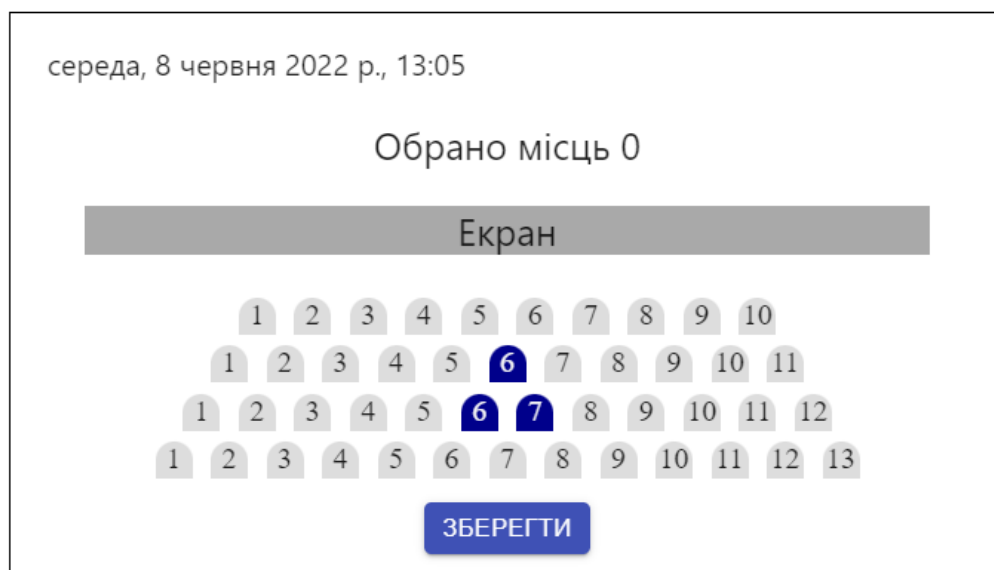 середа, 8 червня 2022 р., 13:05
Обрано місць 0
Екран
1 2 3 4 5 6 7 8 9 10
1 2 3 4 5 6 7 8 9 10 11
1 2 3 4 5 6 7 8 9 10 11 12
1 2 3 4 5 6 7 8 9 10 11 12 13
ЗБЕРЕГТИ